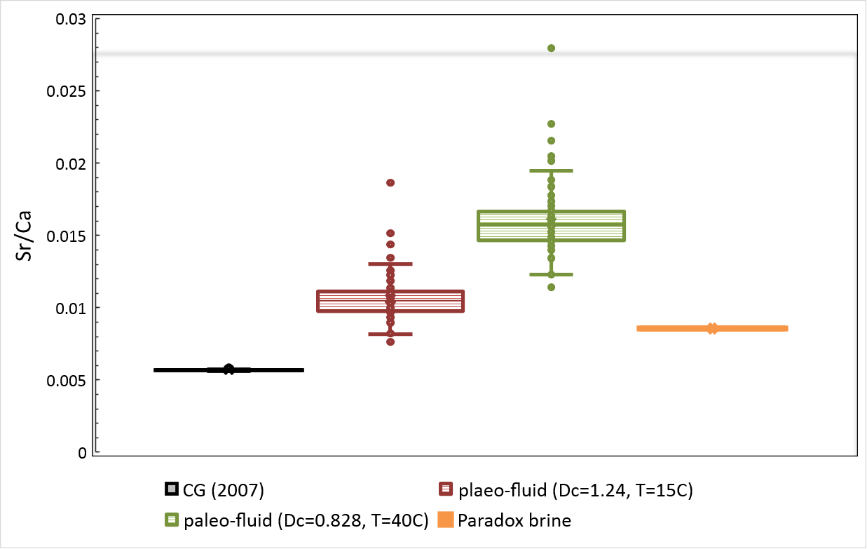 0.03
0.025
0.02
0.015
0.01
0.005
0
Sr/Ca
CG (2007)
plaeo-fluid (Dc=1.24, T=15C)
paleo-fluid (Dc=0.828, T=40C)
Paradox brine